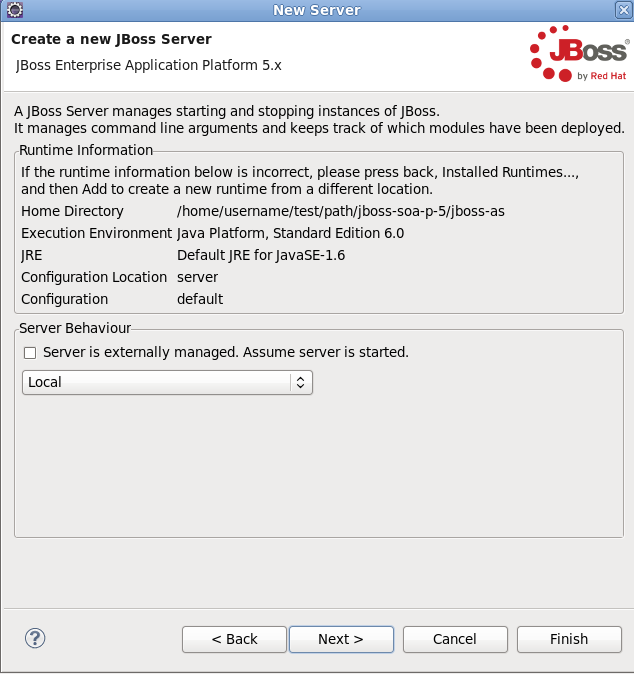 New Server
Create a new JBoss Server
JBoss Enterprise Application Platform 5.x
JBoss
by Red Hat
A JBoss Server manages starting and stopping instances of JBoss.
It manages command line arguments and keeps track of which modules have been deployed.
Runtime Information
If the runtime information below is incorrect, please press back, Installed Runtimes...,
and then Add to create a new runtime from a different location.
Home Directory /home/username/test/path/jboss-soa-p-5/jboss-as
Execution Environment Java Platform, Standard Edition 6.0
JRE Default JRE for JavaSE-1.6
Configuration Location server
Configuration default
Server Behaviour
Server is externally managed. Assume server is started.
Local
? < Back Next > Cancel Finish